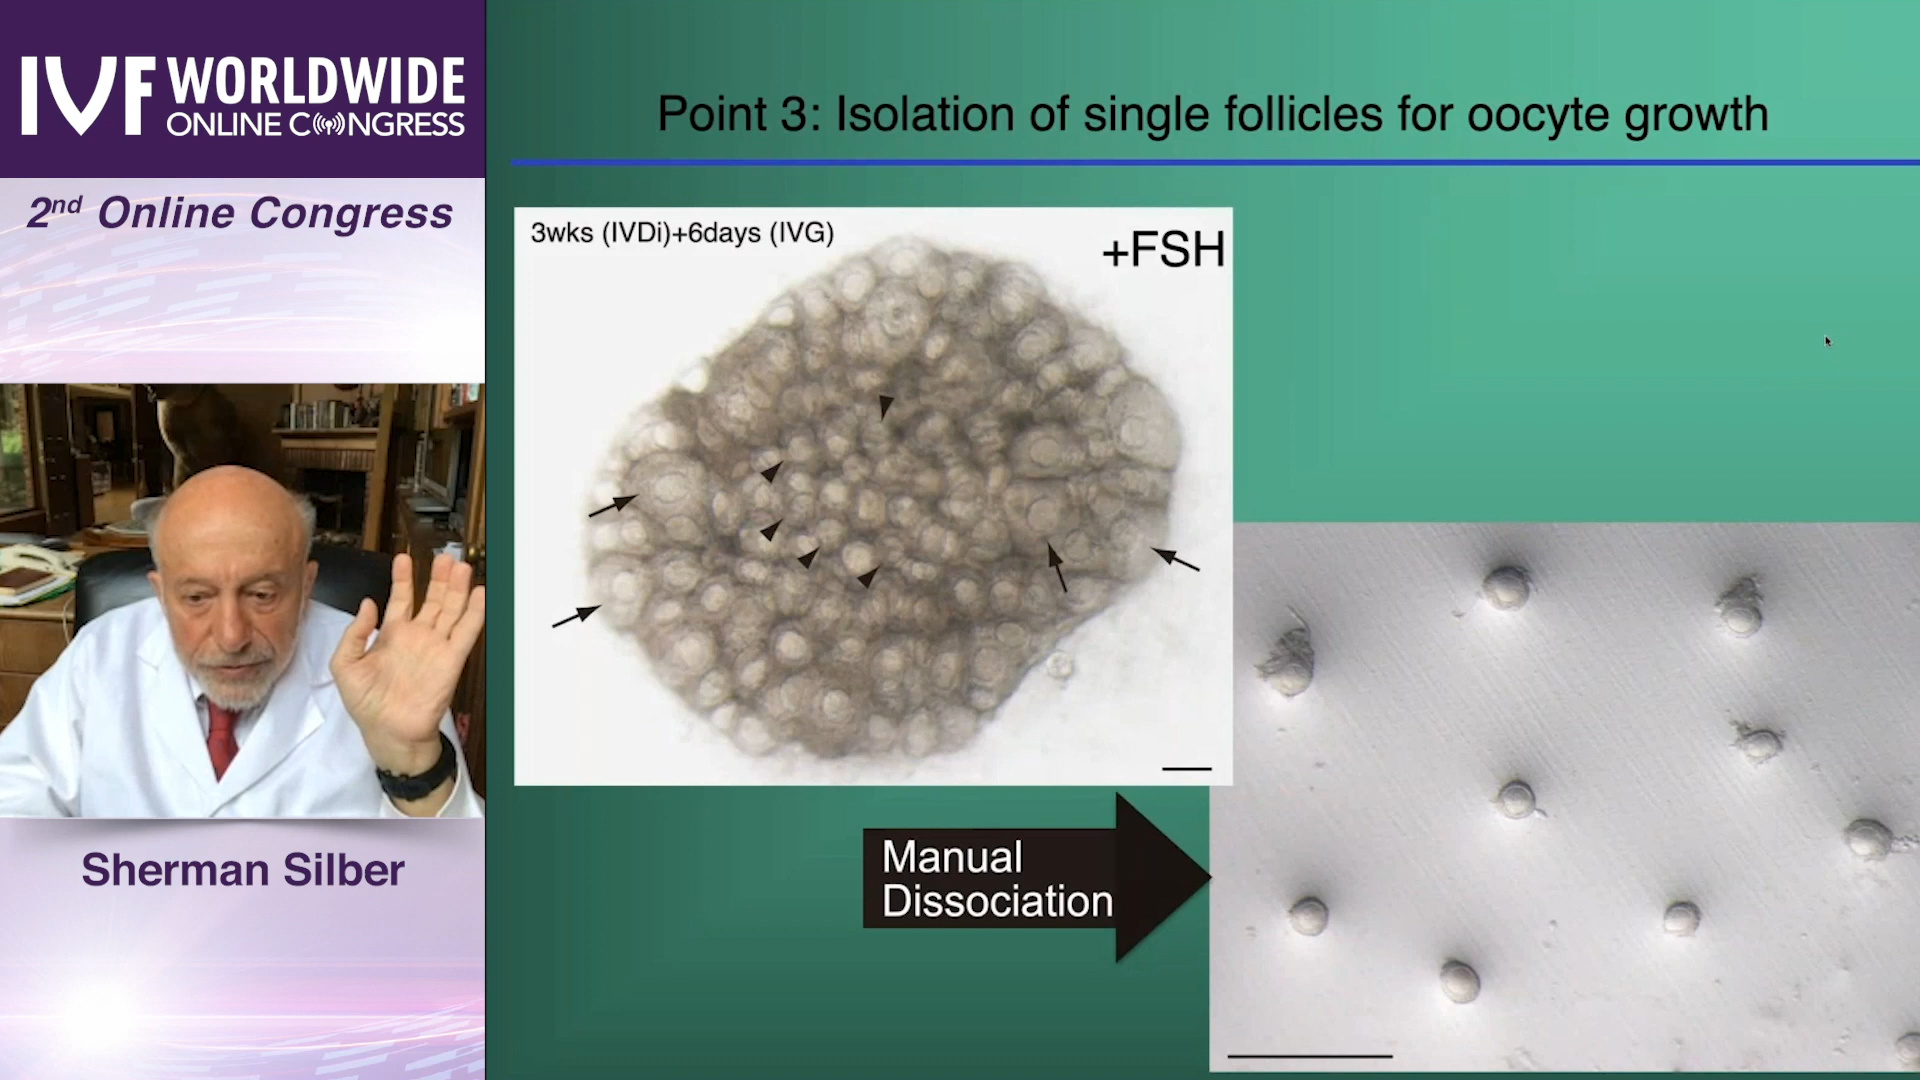 IVF WORLDWIDE
ONLINE CONGRESS
2nd Online Congress
Sherman Silber
Point 3: Isolation of single follicles for oocyte growth
3wks (IVDi)+6days (IVG)
+FSH
Manual
Dissociation